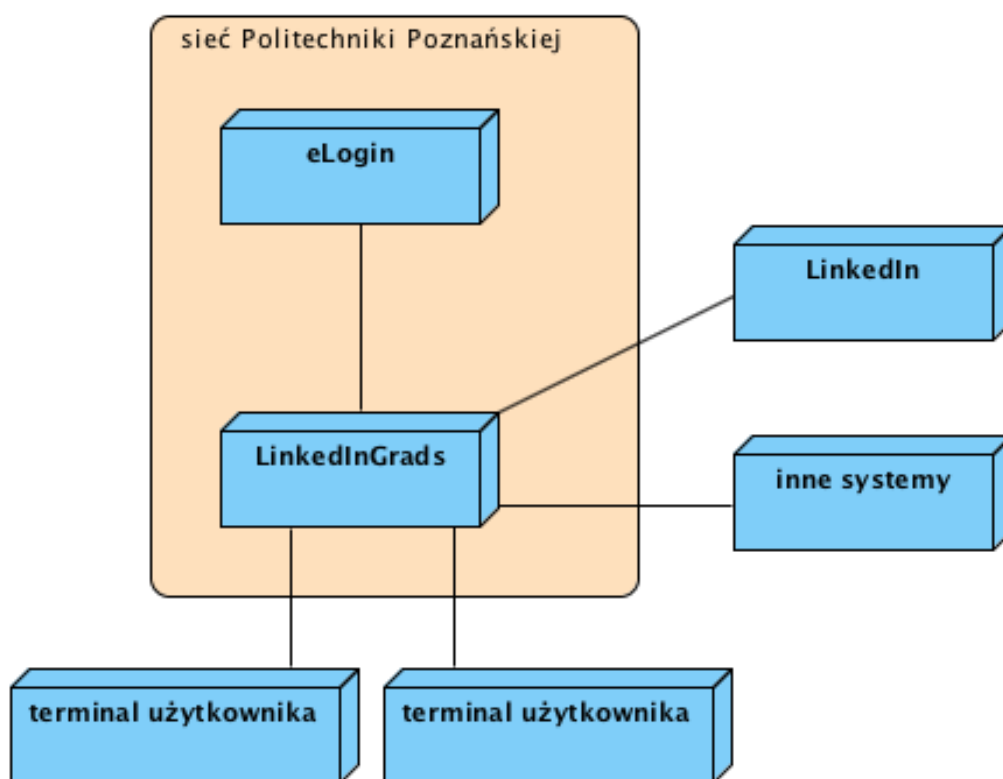 sieć Politechniki Poznańskiej
eLogin
LinkedIn
LinkedInGrads
inne systemy
terminal użytkownika
terminal użytkownika